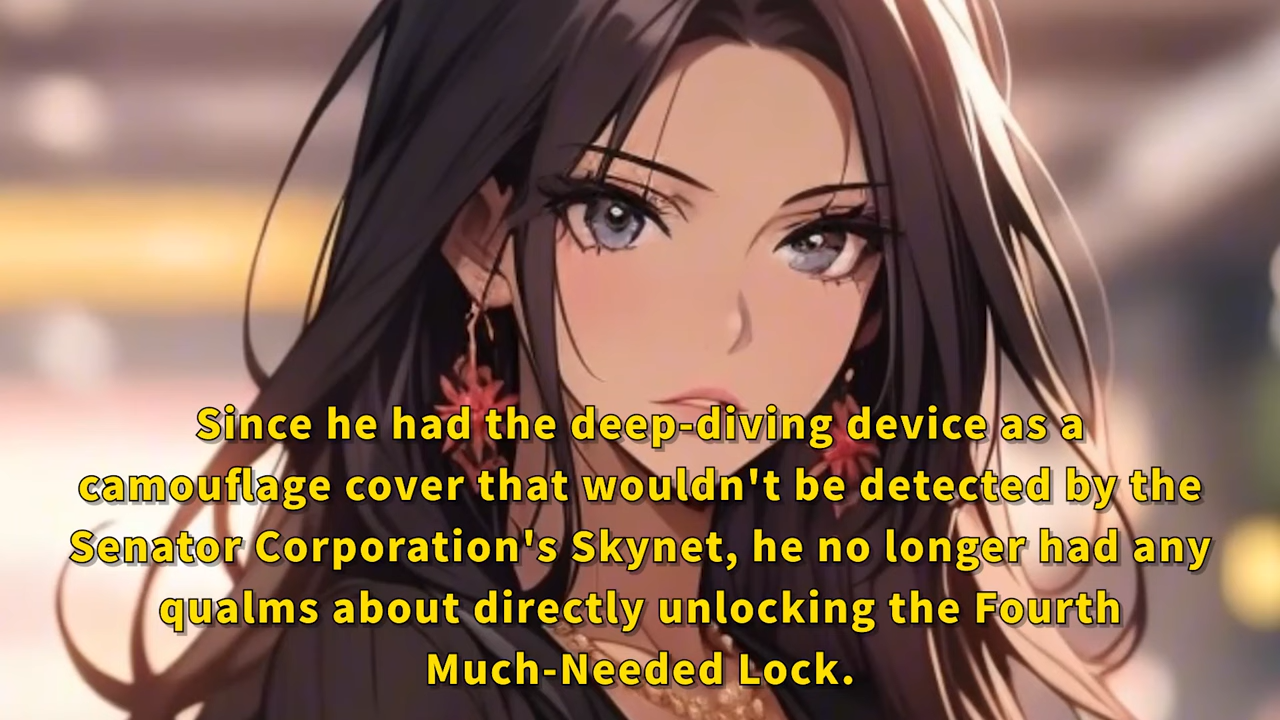 Since he had the deep-diving device as a
camouflage cover that wouldn't be detected by the
Senator Corporation's Skynet, he no longer had any
qualms about directly unlocking the Fourth
Much-Needed Lock.